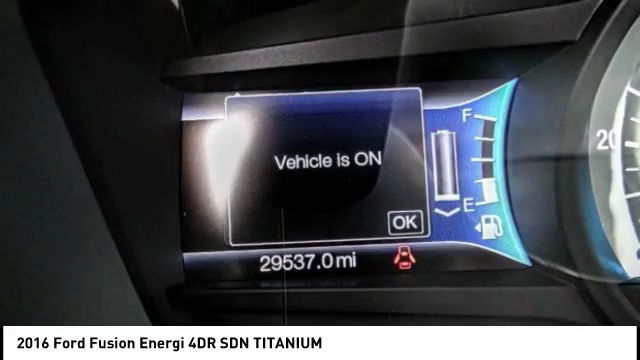 Vehicle is ON
OK
F
E
20
29537.0 mi
2016 Ford Fusion Energi 4DR SDN TITANIUM